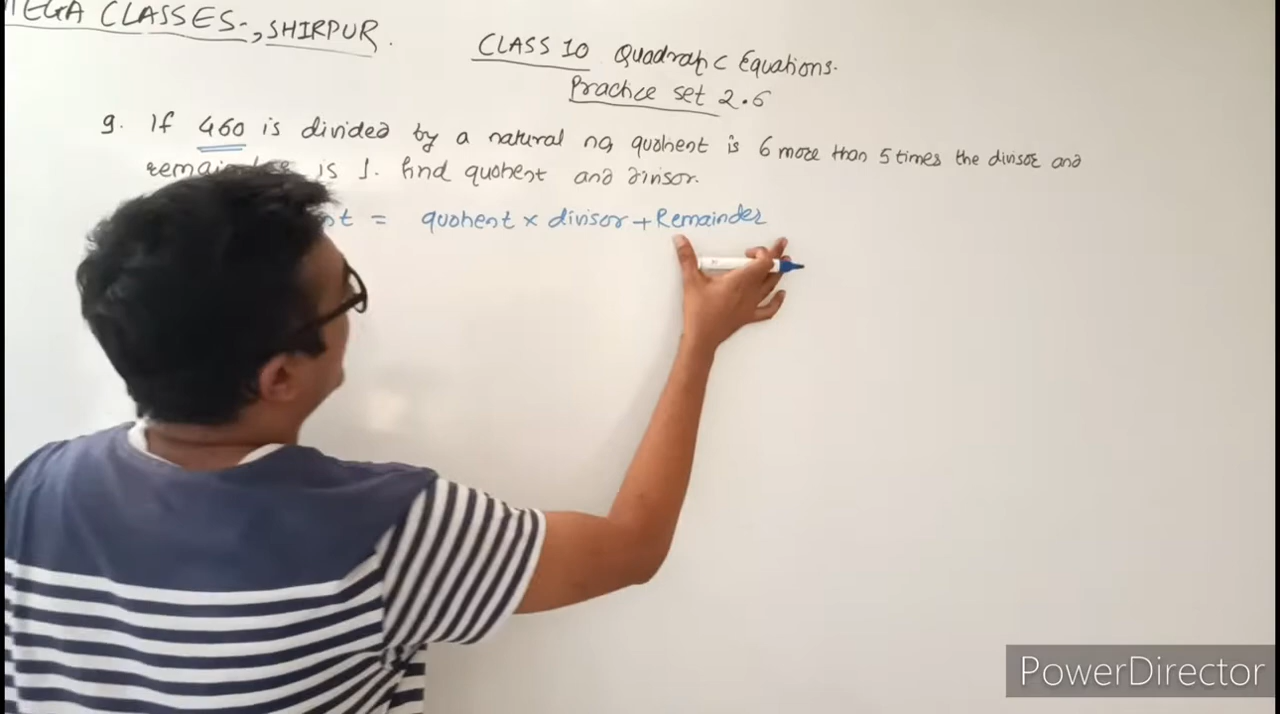 CLASSES-, SHIRPUR.
CLASS 10 Quadratic Equations.
Practice set 2.6
9. If 460 is divided by a natural no, quotient is 6 more than 5 times the divisor and
is 1. find quotient and divisor.
= quotient × divisor + Remainder
PowerDirector